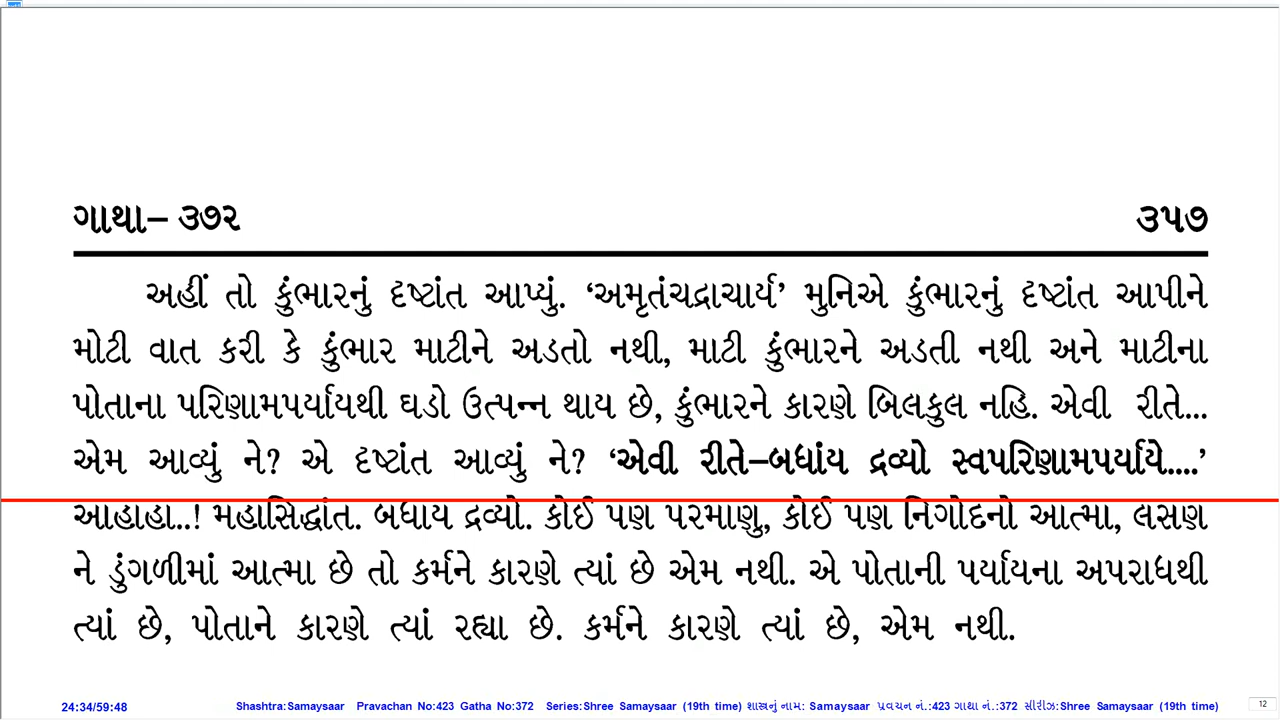 ગાથા– ૩૭૨ ૩૫૭
અહીં તો કુંભારનું દૃષ્ટાંત આપ્યું. ‘અમૃતંચદ્રાચાર્ય’ મુનિએ કુંભારનું દૃષ્ટાંત આપીને
મોટી વાત કરી કે કુંભાર માટીને અડતો નથી, માટી કુંભારને અડતી નથી અને માટીના
પોતાના પરિણામપર્યાયથી ઘડો ઉત્પન્ન થાય છે, કુંભારને કારણે બિલકુલ નહિ. એવી રીતે...
એમ આવ્યું ને? એ દૃષ્ટાંત આવ્યું ને? ‘એવી રીતે–બધાંય દ્રવ્યો સ્વપરિણામપર્યાયે....’
આહાહા..! મહાસિદ્ધાંત. બધાય દ્રવ્યો. કોઈ પણ પરમાણુ, કોઈ પણ નિગોદનો આત્મા, લસણ
ને ડુંગળીમાં આત્મા છે તો કર્મને કારણે ત્યાં છે એમ નથી. એ પોતાની પર્યાયના અપરાધથી
ત્યાં છે, પોતાને કારણે ત્યાં રહ્યા છે. કર્મને કારણે ત્યાં છે, એમ નથી.
24:34/59:48 Shashtra:Samaysaar Pravachan No:423 Gatha No:372 Series:Shree Samaysaar (19th time) શાસ્ત્રનું નામ: Samaysaar પ્રવચન નં.:423 ગાથા નં.:372 સીરીઝ:Shree Samaysaar (19th time) 12